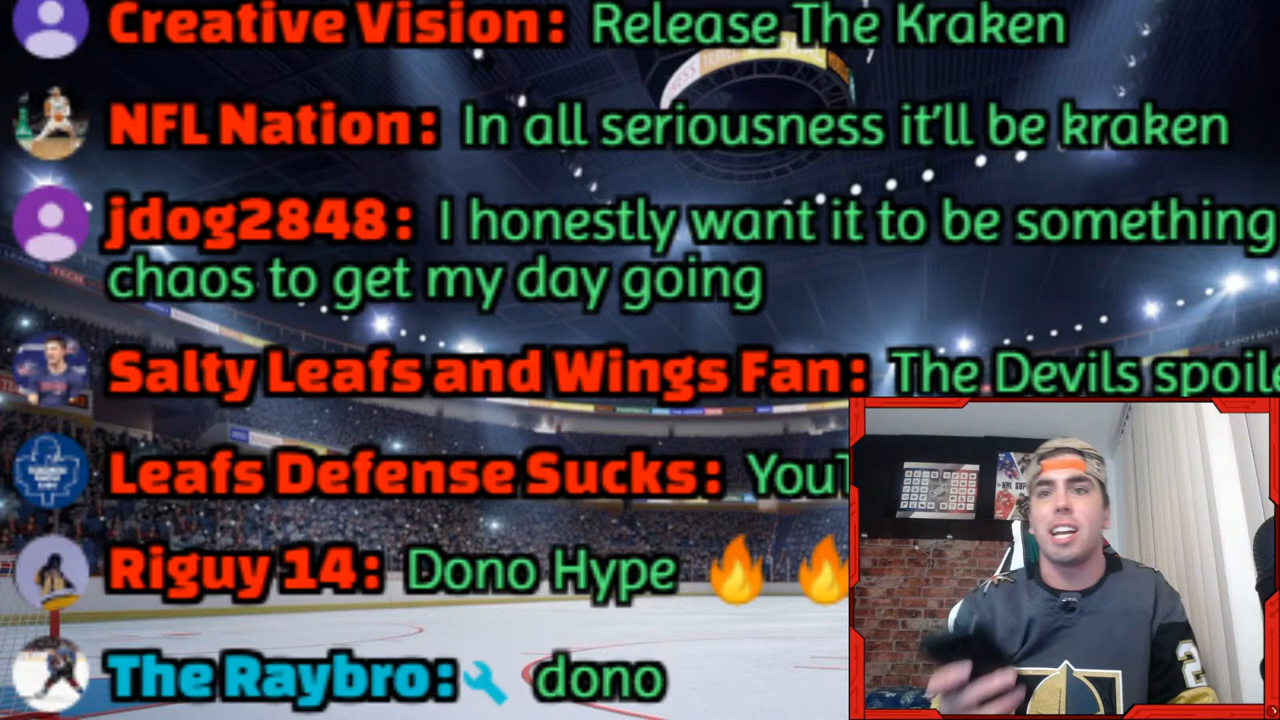 Creative Vision: Release The Kraken
NFL Nation: In all seriousness it'll be kraken
jdog2848: I honestly want it to be something
chaos to get my day going
Salty Leafs and Wings Fan: The Devils
Leafs Defense Sucks:
Riguy 14: Dono Hype 🔥 🔥
The Raybro: dono